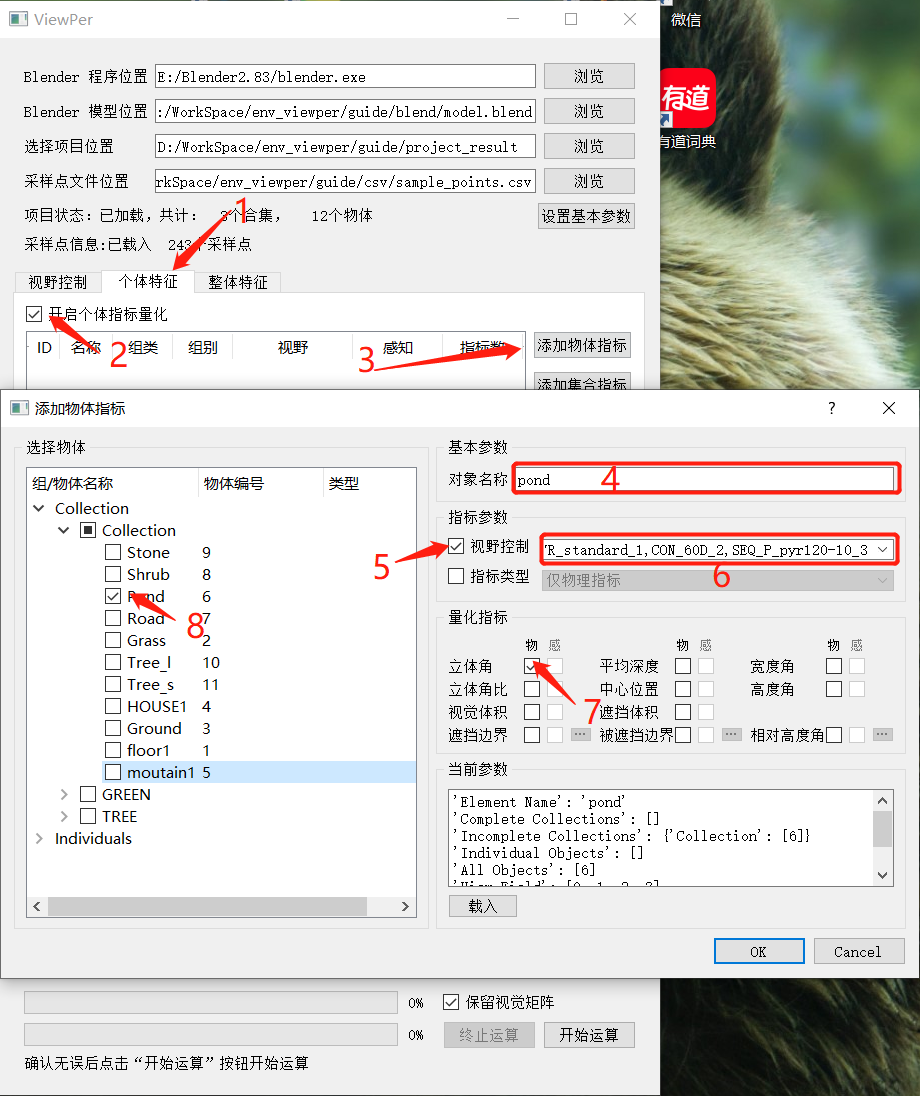 ViewPer
微信
有道
有道词典
Blender 程序位置 E:/Blender2.83/blender.exe 浏览
Blender 模型位置 :/WorkSpace/env_viewper/guide/blend/model.blend 浏览
选择项目位置 D:/WorkSpace/env_viewper/guide/project_result 浏览
采样点文件位置 rkSpace/env_viewper/guide/csv/sample_points.csv 浏览
项目状态：已加载，共计： 3个合集， 12个物体 设置基本参数
1
采样点信息:已载入 243个采样点
视野控制 个体特征 整体特征
开启个体指标量化
2
ID 名称 组类 组别 视野 感知 指标数 添加物体指标
3
添加集合指标
添加物体指标 ?
选择物体
组/物体名称 物体编号 类型
Collection
Collection
Stone 9
Shrub 8
Pond 6
Road 7
8
Grass 2
Tree_l 10
Tree_s 11
HOUSE1 4
Ground 3
floor1 1
moutain1 5
GREEN
TREE
Individuals
基本参数
对象名称 pond
4
指标参数
5
视野控制 R_standard_1,CON_60D_2,SEQ_P_pyr120-10_3
6
指标类型 仅物理指标
量化指标
物 感 物 感 物 感
立体角 平均深度 宽度角
立体角比 中心位置 高度角
7
视觉体积 遮挡体积
遮挡边界 ... 被遮挡边界 ... 相对高度角 ...
当前参数
'Element Name': 'pond'
'Complete Collections': []
'Incomplete Collections': {'Collection': [6]}
'Individual Objects': []
'All Objects': [6]
'View Field': [0, 1, 2, 3]
载入
OK Cancel
0% 保留视觉矩阵
0% 终止运算 开始运算
确认无误后点击“开始运算”按钮开始运算